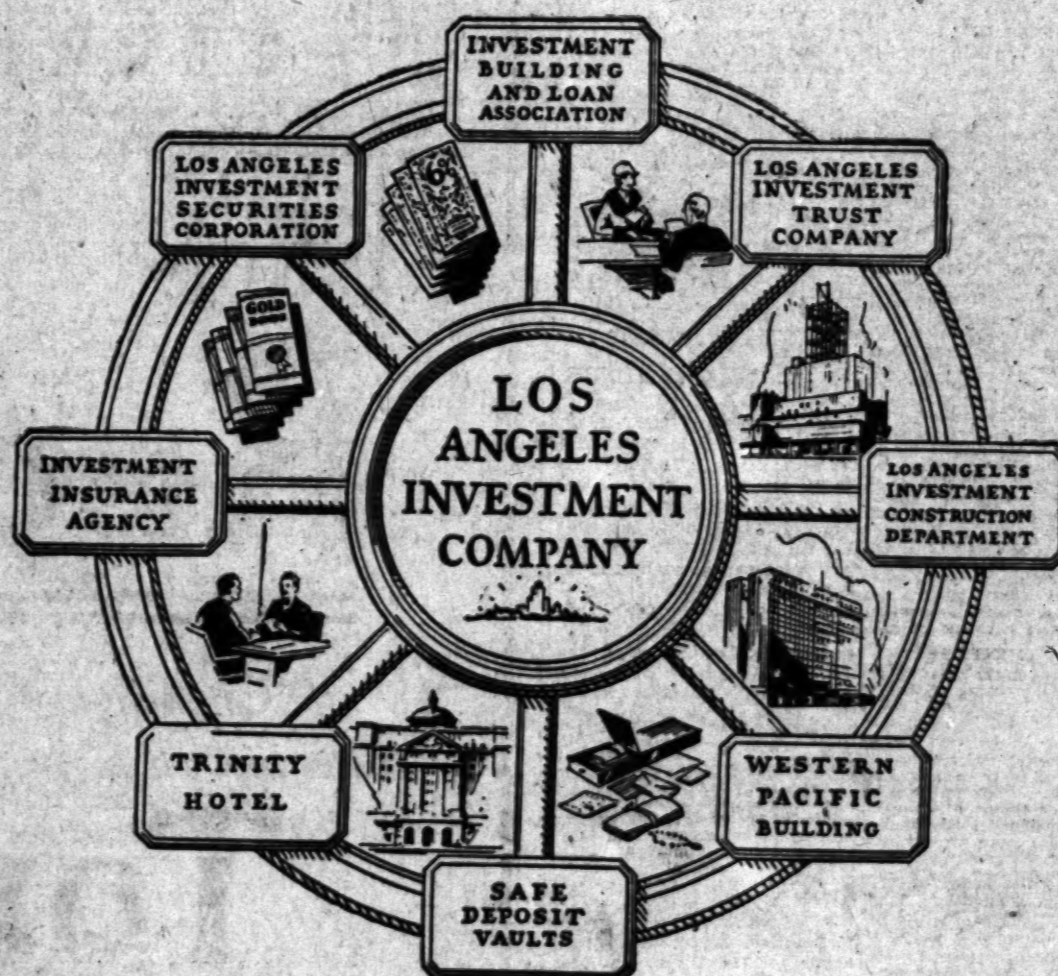 INVESTMENT
BUILDING
AND LOAN
ASSOCIATION
LOS ANGELES
INVESTMENT
SECURITIES
CORPORATION
6%
LOS ANGELES
INVESTMENT
TRUST
COMPANY
GOLD
BOND
LOS
ANGELES
INVESTMENT
COMPANY
INVESTMENT
INSURANCE
AGENCY
LOS ANGELES
INVESTMENT
CONSTRUCTION
DEPARTMENT
TRINITY
HOTEL
WESTERN
PACIFIC
BUILDING
SAFE
DEPOSIT
VAULTS